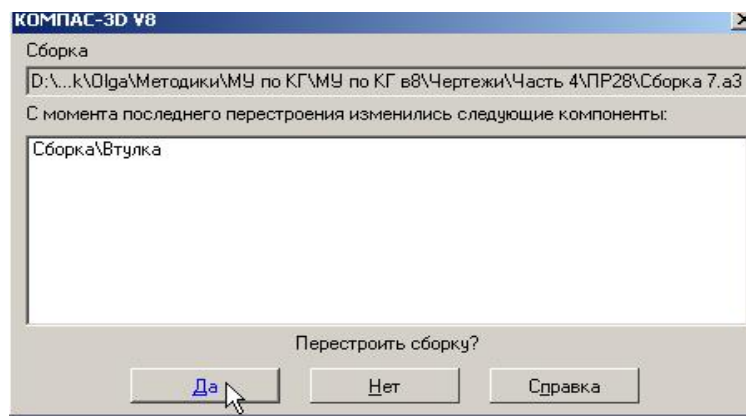 КОМПАС-3D V8
Сборка
D:\...k\Olga\Методики\МУ по КГ\МУ по КГ в8\Чертежи\Часть 4\ПР28\Сборка 7.a3
С момента последнего перестроения изменились следующие компоненты:
Сборка\Втулка
Перестроить сборку?
Да Нет Справка